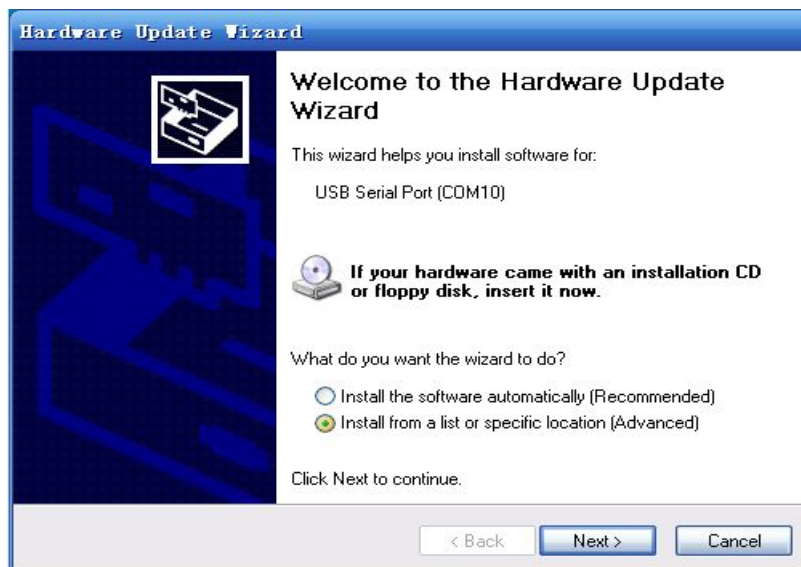 Hardware Update Wizard
Welcome to the Hardware Update
Wizard
This wizard helps you install software for:
USB Serial Port (COM10)
If your hardware came with an installation CD
or floppy disk, insert it now.
What do you want the wizard to do?
Install the software automatically (Recommended)
Install from a list or specific location (Advanced)
Click Next to continue.
< Back Next > Cancel